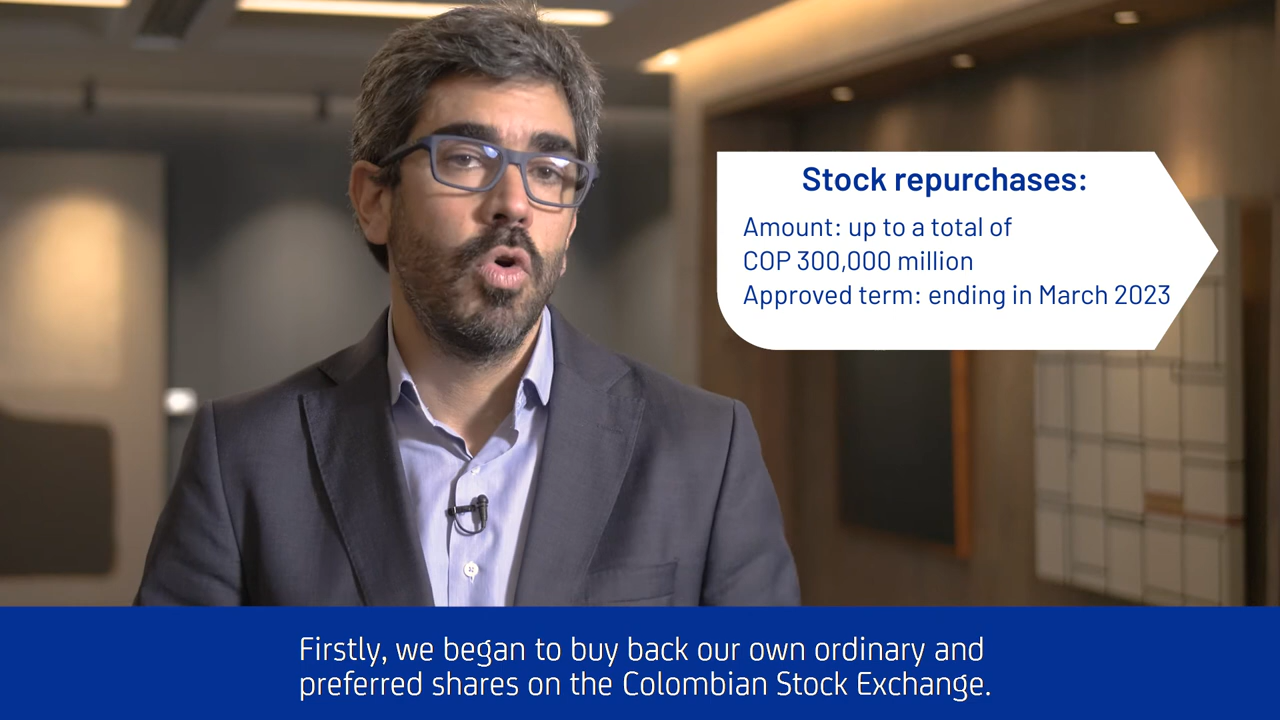 Stock repurchases:
Amount: up to a total of
COP 300,000 million
Approved term: ending in March 2023
Firstly, we began to buy back our own ordinary and
preferred shares on the Colombian Stock Exchange.